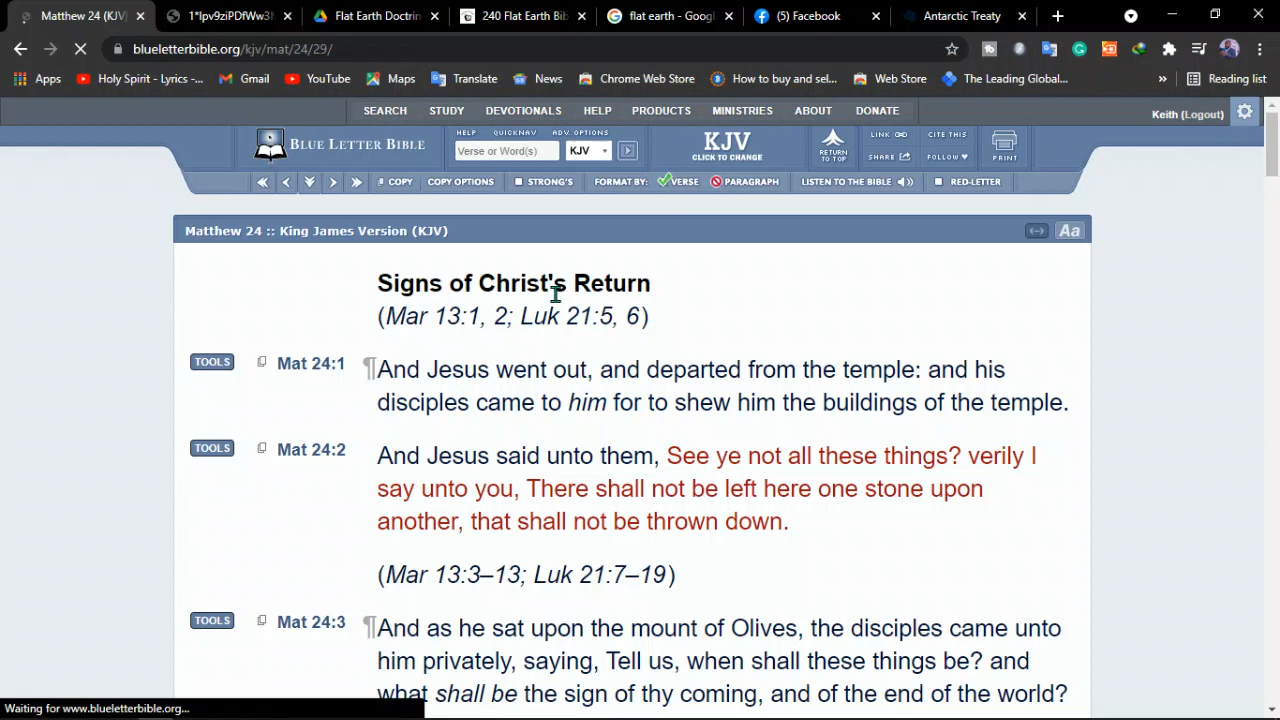 Matthew 24 (KJV)
1*Ipv9ziPDfWw3
Flat Earth Doctrin
240 Flat Earth Bib
flat earth - Goog
(5) Facebook
Antarctic Treaty
blueletterbible.org/kjv/mat/24/29/
Apps
Holy Spirit - Lyrics -...
Gmail
YouTube
Maps
Translate
News
Chrome Web Store
How to buy and sel...
Web Store
The Leading Global...
»
Reading list
SEARCH
STUDY
DEVOTIONALS
HELP
PRODUCTS
MINISTRIES
ABOUT
DONATE
Keith (Logout)
BLUE LETTER BIBLE
HELP
QUICKNAV
ADV. OPTIONS
Verse or Word(s)
KJV
KJV
CLICK TO CHANGE
RETURN
TO TOP
LINK
SHARE
CITE THIS
FOLLOW
PRINT
COPY
COPY OPTIONS
STRONG'S
FORMAT BY:
VERSE
PARAGRAPH
LISTEN TO THE BIBLE
RED-LETTER
Matthew 24 :: King James Version (KJV)
Aa
Signs of Christ's Return
(Mar 13:1, 2; Luk 21:5, 6)
TOOLS
Mat 24:1
¶And Jesus went out, and departed from the temple: and his
disciples came to him for to shew him the buildings of the temple.
TOOLS
Mat 24:2
And Jesus said unto them, See ye not all these things? verily I
say unto you, There shall not be left here one stone upon
another, that shall not be thrown down.
(Mar 13:3–13; Luk 21:7–19)
TOOLS
Mat 24:3
¶And as he sat upon the mount of Olives, the disciples came unto
him privately, saying, Tell us, when shall these things be? and
what shall be the sign of thy coming, and of the end of the world?
Waiting for www.blueletterbible.org...